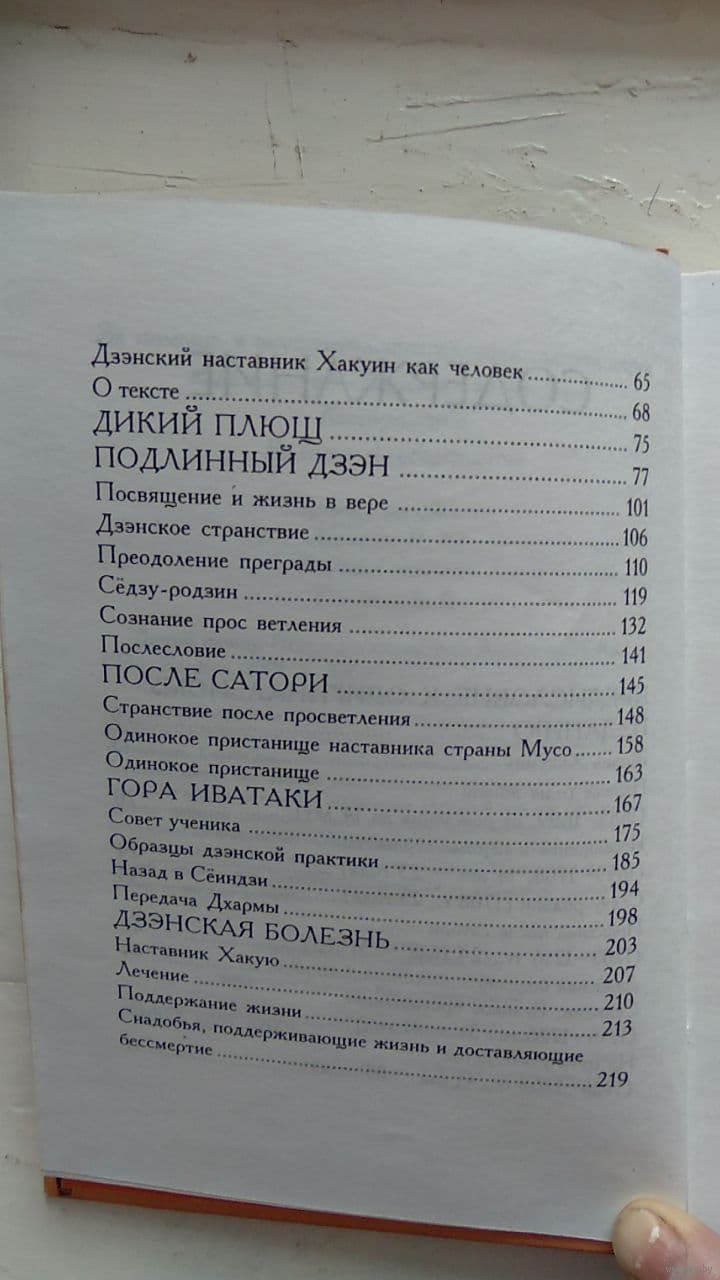 Дзэнский наставник Хакуин как человек ................. 65
О тексте ................. 68
ДИКИЙ ПЛЮЩ ................. 75
ПОДЛИННЫЙ ДЗЭН ................. 77
Посвящение и жизнь в вере ................. 101
Дзэнское странствие ................. 106
Преодоление преграды ................. 110
Сёдзу-родзин ................. 119
Сознание прос ветления ................. 132
Послесловие ................. 141
ПОСЛЕ САТОРИ ................. 145
Странствие после просветления ................. 148
Одинокое пристанище наставника страны Мусо ....... 158
Одинокое пристанище ................. 163
ГОРА ИВАТАКИ ................. 167
Совет ученика ................. 175
Образцы дзэнской практики ................. 185
Назад в Сёиндзи ................. 194
Передача Дхармы ................. 198
ДЗЭНСКАЯ БОЛЕЗНЬ ................. 203
Наставник Хакую ................. 207
Лечение ................. 210
Поддержание жизни ................. 213
Снадобья, поддерживающие жизнь и доставляющие
бессмертие ................. 219